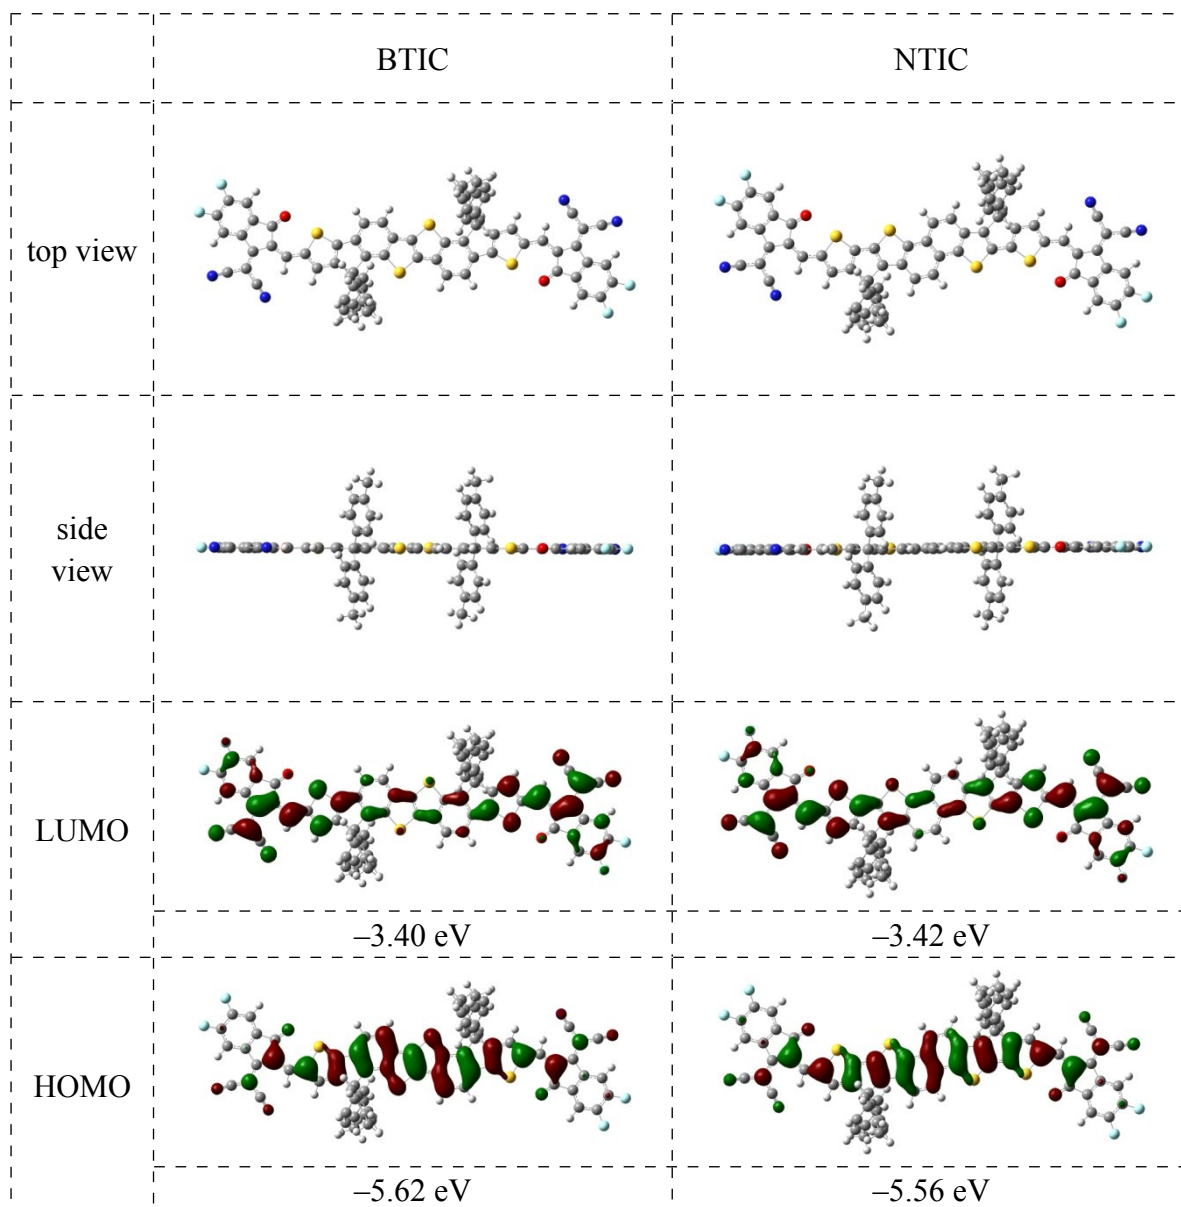 BTIC
NTIC
top view
side
view
LUMO
–3.40 eV
–3.42 eV
HOMO
–5.62 eV
–5.56 eV